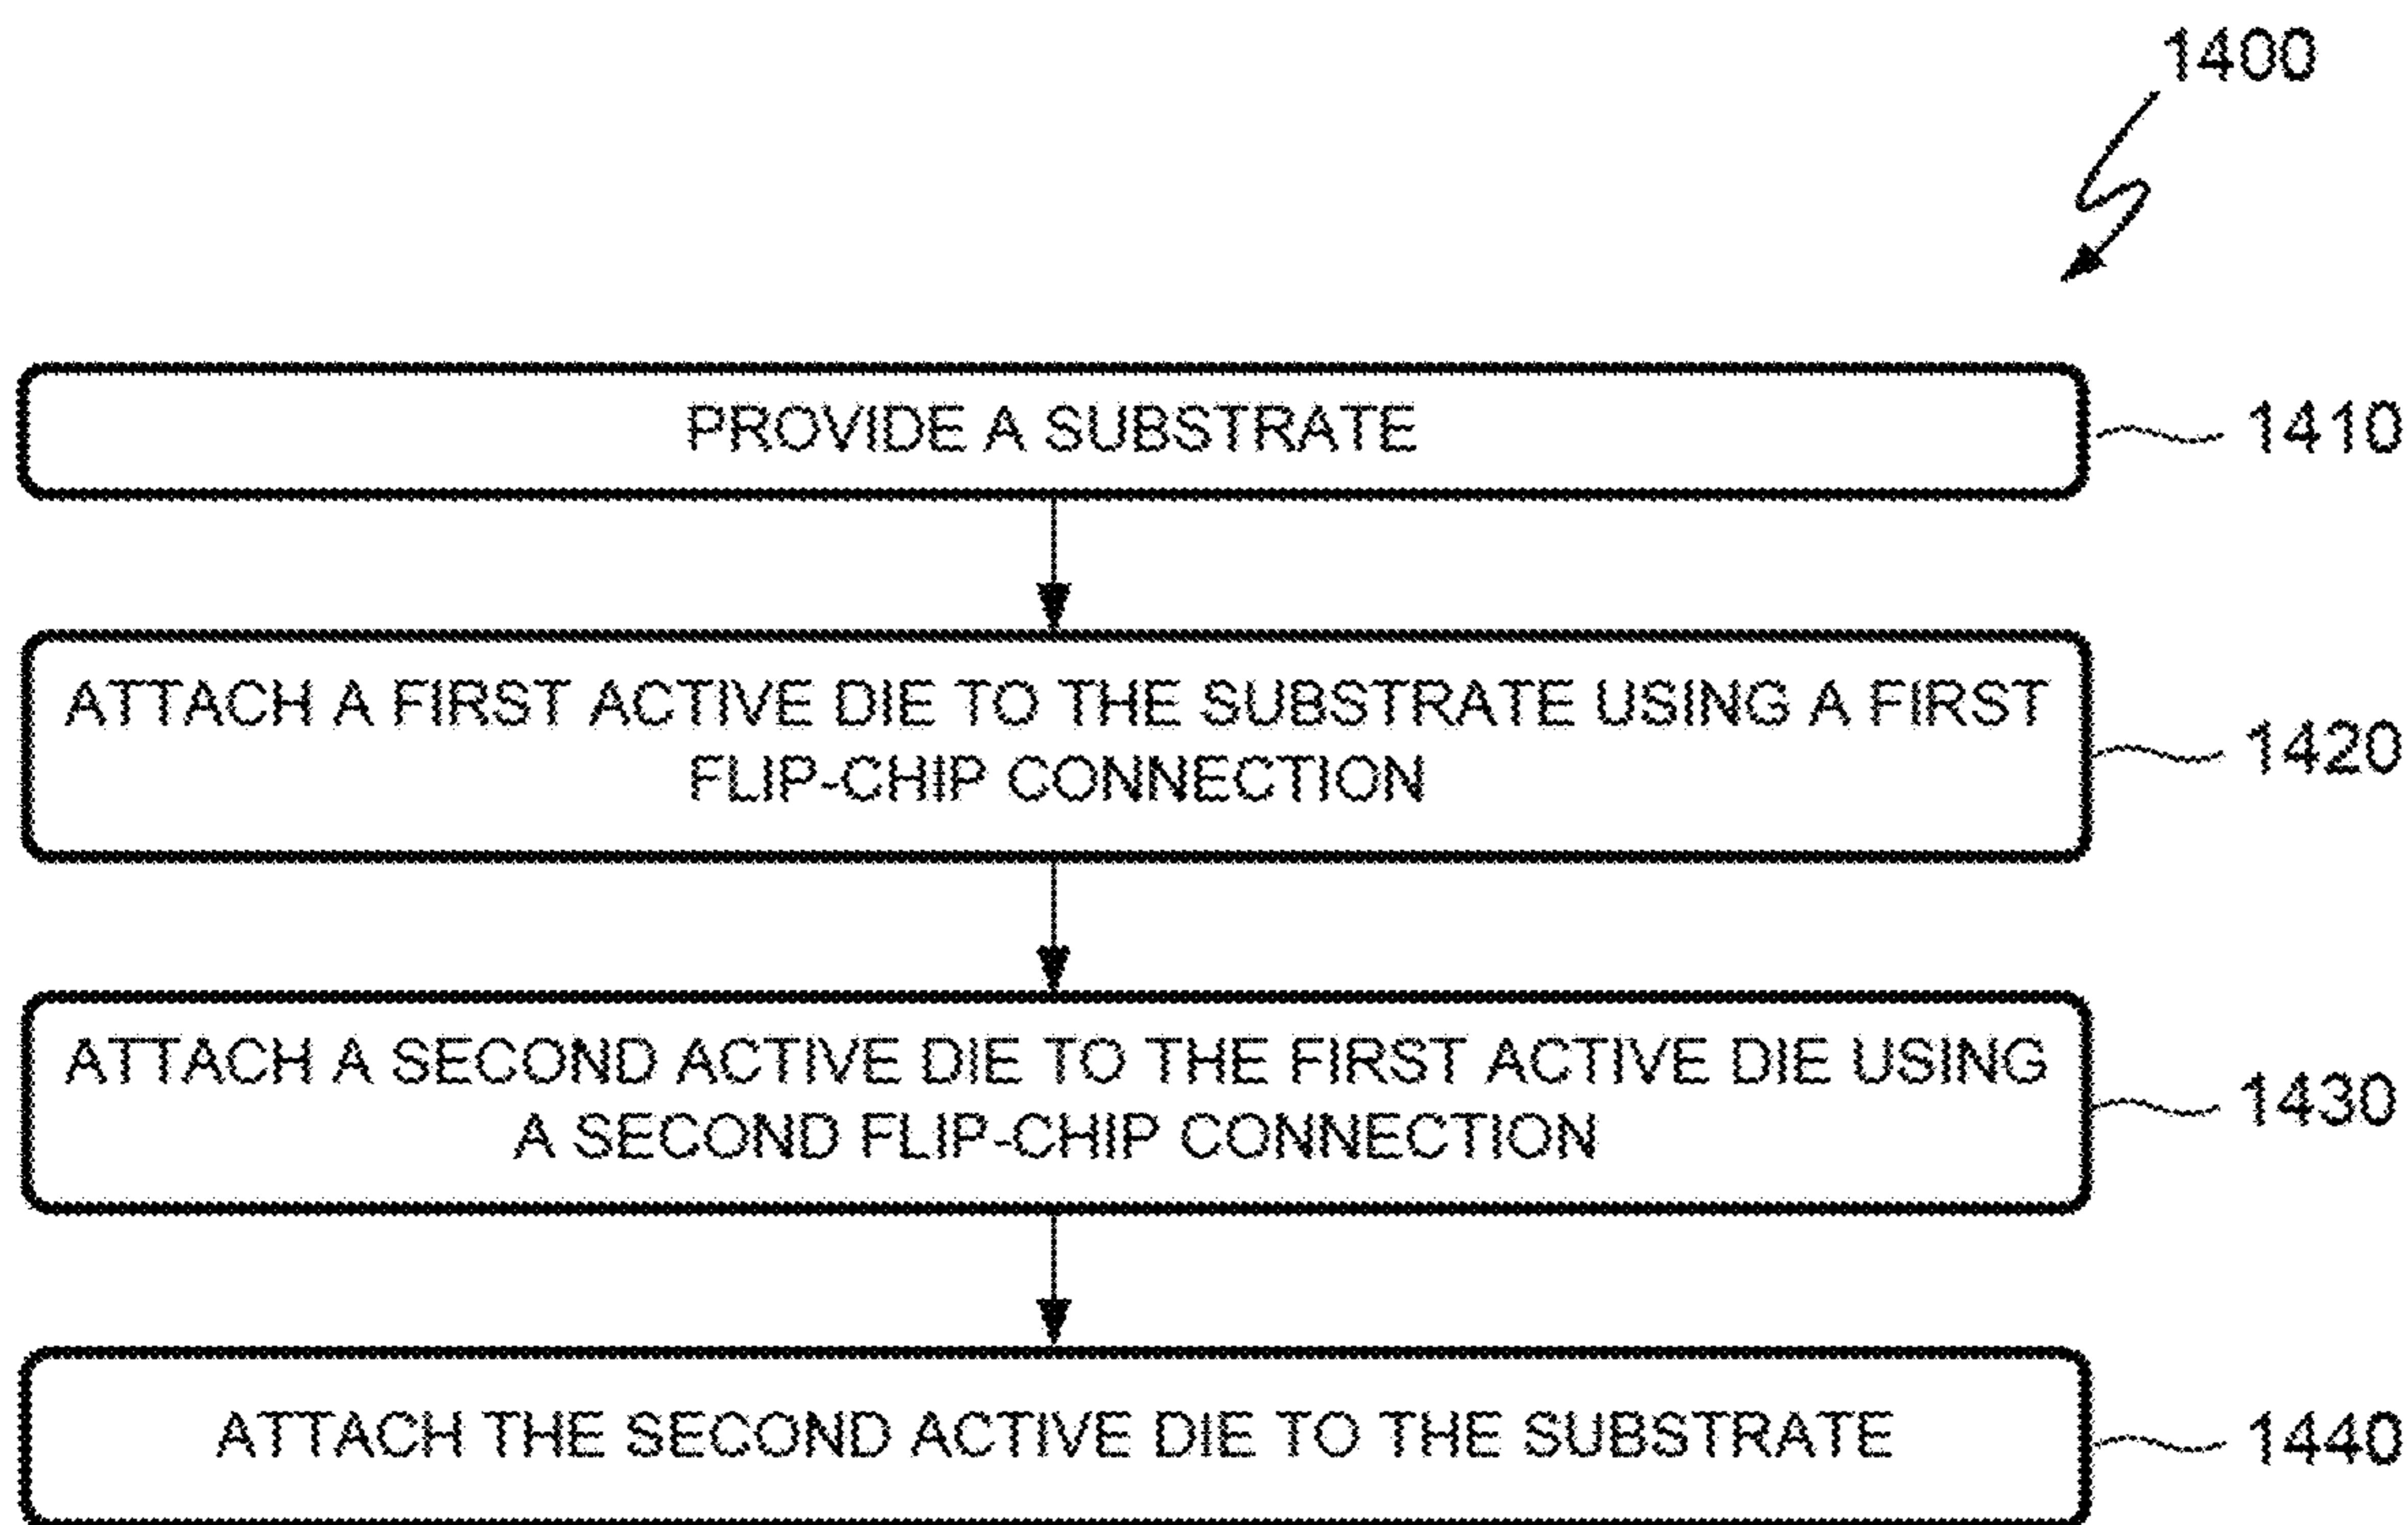 1400
PROVIDE A SUBSTRATE
1410
ATTACH A FIRST ACTIVE DIE TO THE SUBSTRATE USING A FIRST
FLIP-CHIP CONNECTION
1420
ATTACH A SECOND ACTIVE DIE TO THE FIRST ACTIVE DIE USING
A SECOND FLIP-CHIP CONNECTION
1430
ATTACH THE SECOND ACTIVE DIE TO THE SUBSTRATE
1440